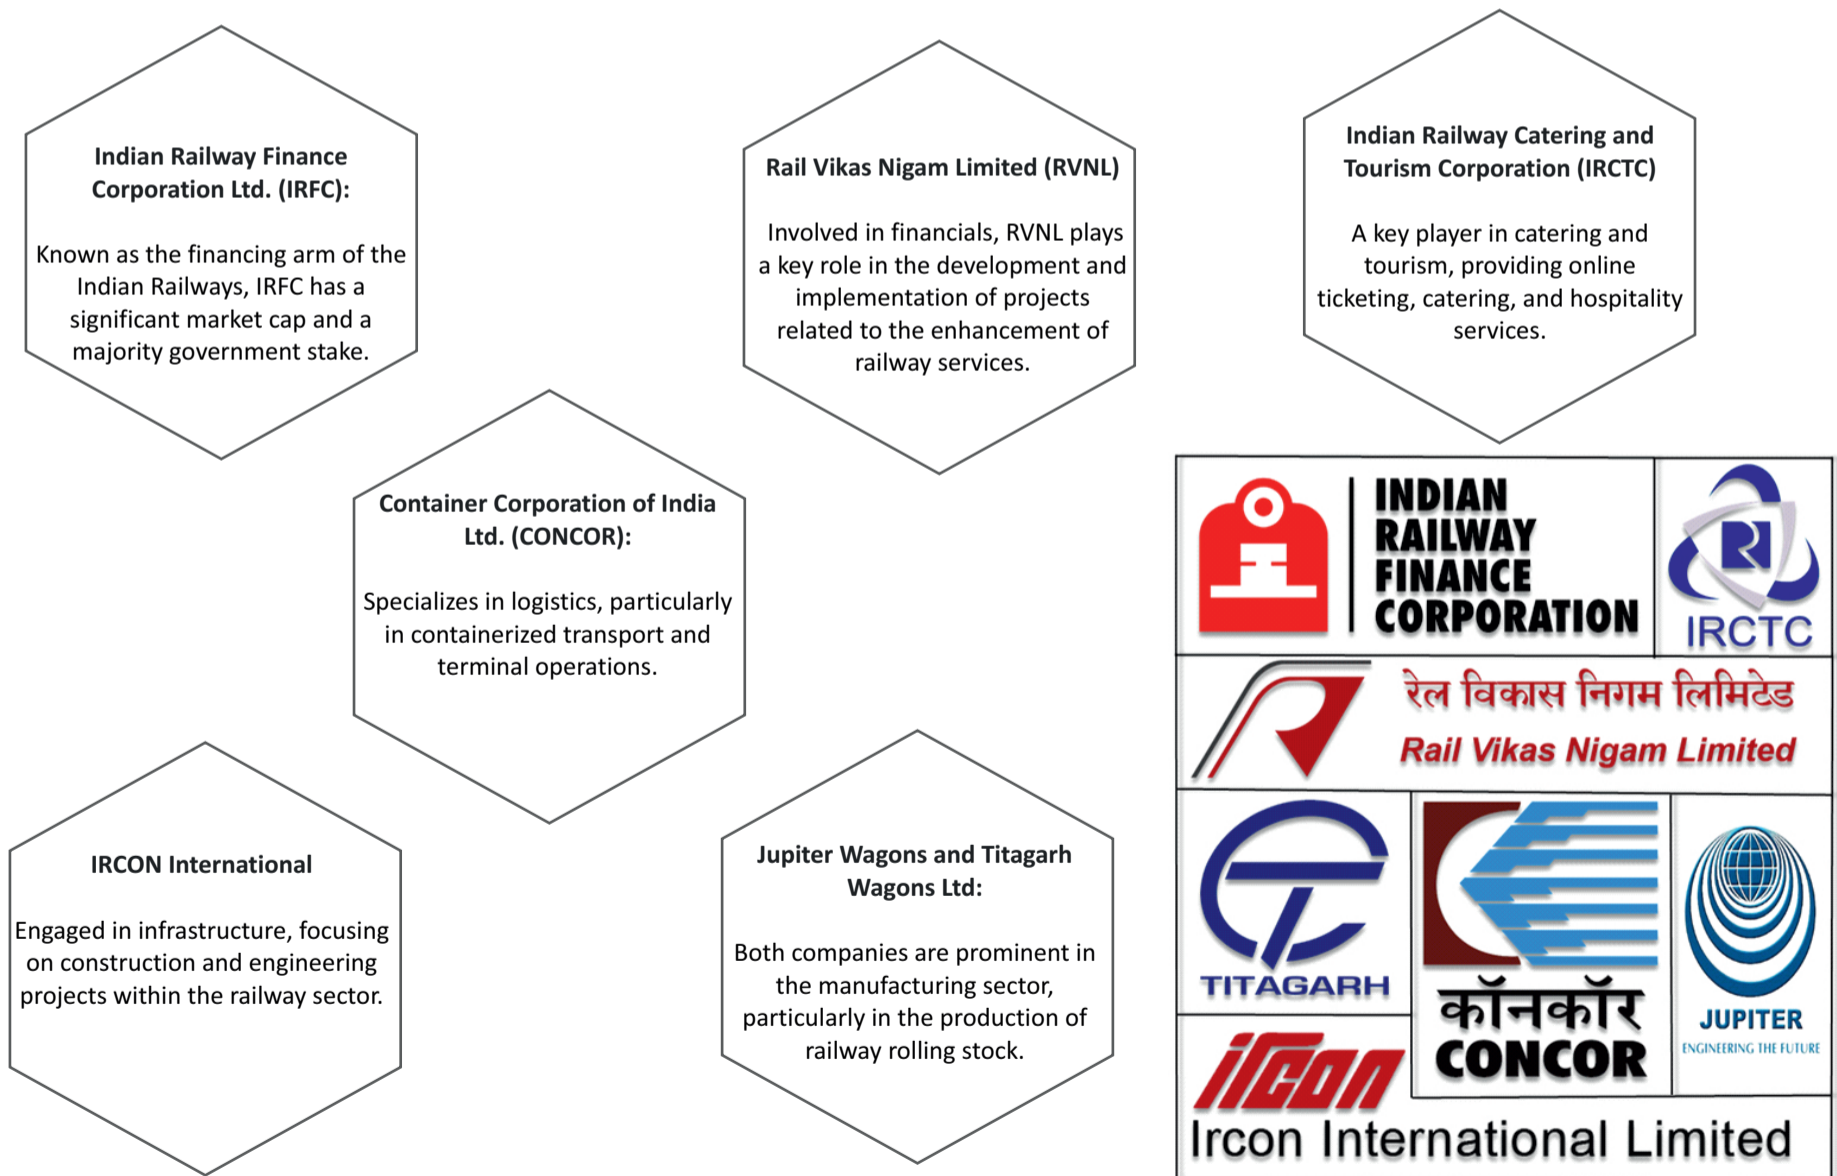 Indian Railway Finance
Corporation Ltd. (IRFC):
Known as the financing arm of the
Indian Railways, IRFC has a
significant market cap and a
majority government stake.
Rail Vikas Nigam Limited (RVNL)
Involved in financials, RVNL plays
a key role in the development and
implementation of projects
related to the enhancement of
railway services.
Indian Railway Catering and
Tourism Corporation (IRCTC)
A key player in catering and
tourism, providing online
ticketing, catering, and hospitality
services.
Container Corporation of India
Ltd. (CONCOR):
Specializes in logistics, particularly
in containerized transport and
terminal operations.
IRCON International
Engaged in infrastructure, focusing
on construction and engineering
projects within the railway sector.
Jupiter Wagons and Titagarh
Wagons Ltd:
Both companies are prominent in
the manufacturing sector,
particularly in the production of
railway rolling stock.
INDIAN
RAILWAY
FINANCE
CORPORATION
IRCTC
रेल विकास निगम लिमिटेड
Rail Vikas Nigam Limited
TITAGARH
कॉनकॉर
CONCOR
JUPITER
ENGINEERING THE FUTURE
ircon
Ircon International Limited